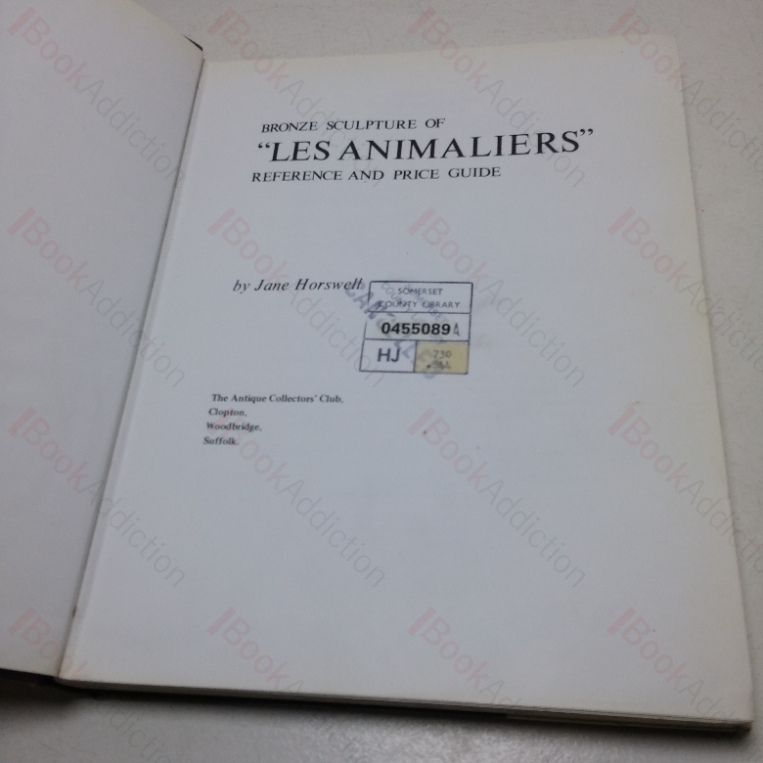 BRONZE SCULPTURE OF
“LES ANIMALIERS”
REFERENCE AND PRICE GUIDE
by Jane Horswell
SOMERSET
COUNTY LIBRARY
0455089
HJ
730
The Antique Collectors' Club,
Clopton,
Woodbridge,
Suffolk.
BookAddiction